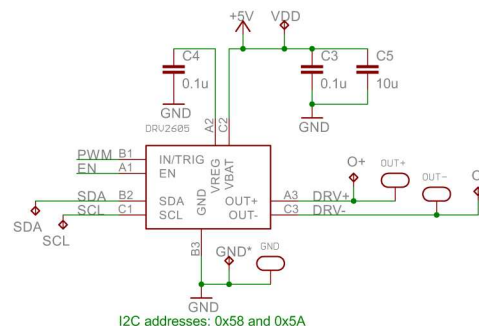 +5V VDD
C4
0.1u
C3
0.1u
C5
10u
GND
GND
DRV2605
A2
C2
PWM B1 IN/TRIG
EN A1 EN
VREG
VBAT
SDA B2 SDA
SCL C1 SCL
GND
OUT+ A3 DRV+
OUT- C3 DRV-
O+
OUT+
OUT-
SDA
SCL
B3
GND*
GND
GND
I2C addresses: 0x58 and 0x5A